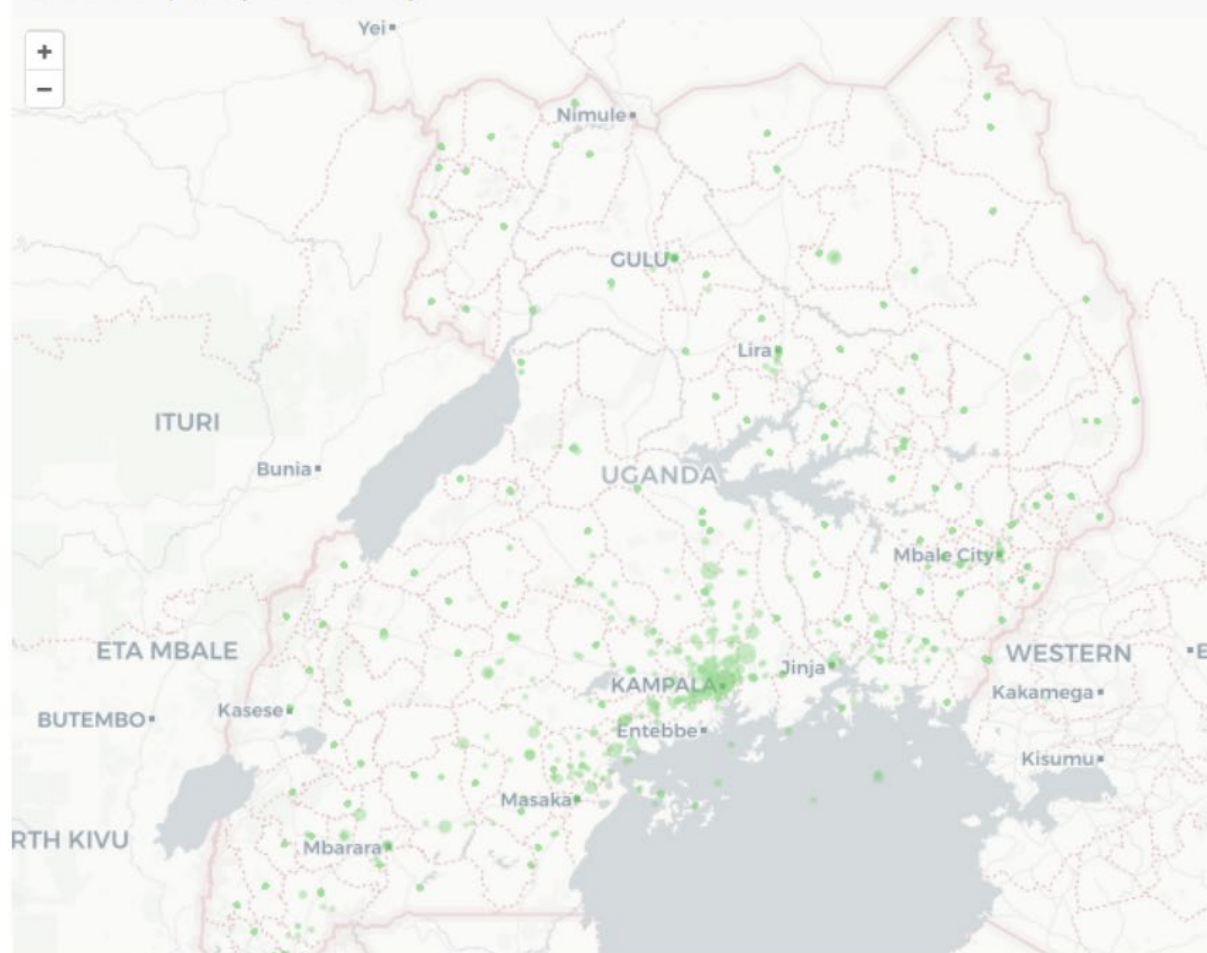 +
−
Yei
Nimule
GULU
Lira
ITURI
Bunia
UGANDA
Mbale City
ETA MBALE
WESTERN
Jinja
KAMPALA
Kakamega
Kasese
BUTEMBO
Entebbe
Kisumu
Masaka
RTH KIVU
Mbarara